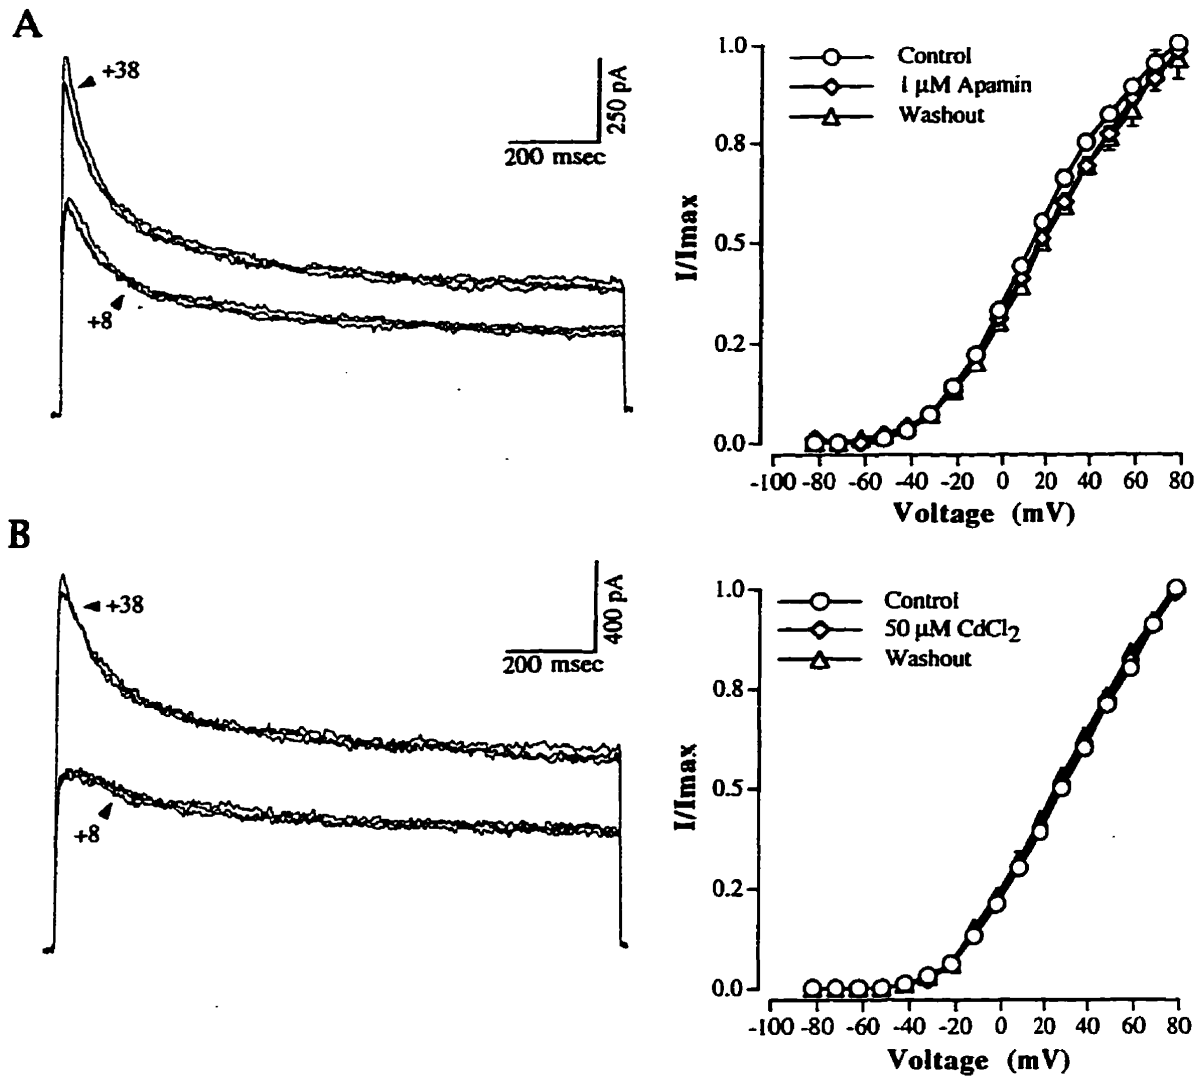 A
+38
+8
250 pA
200 msec
Control
1 µM Apamin
Washout
I/Imax
1.0
0.8
0.5
0.2
0.0
-100 -80 -60 -40 -20 0 20 40 60 80
Voltage (mV)
B
+38
+8
400 pA
200 msec
Control
50 µM CdCl2
Washout
I/Imax
1.0
0.8
0.5
0.2
0.0
-100 -80 -60 -40 -20 0 20 40 60 80
Voltage (mV)